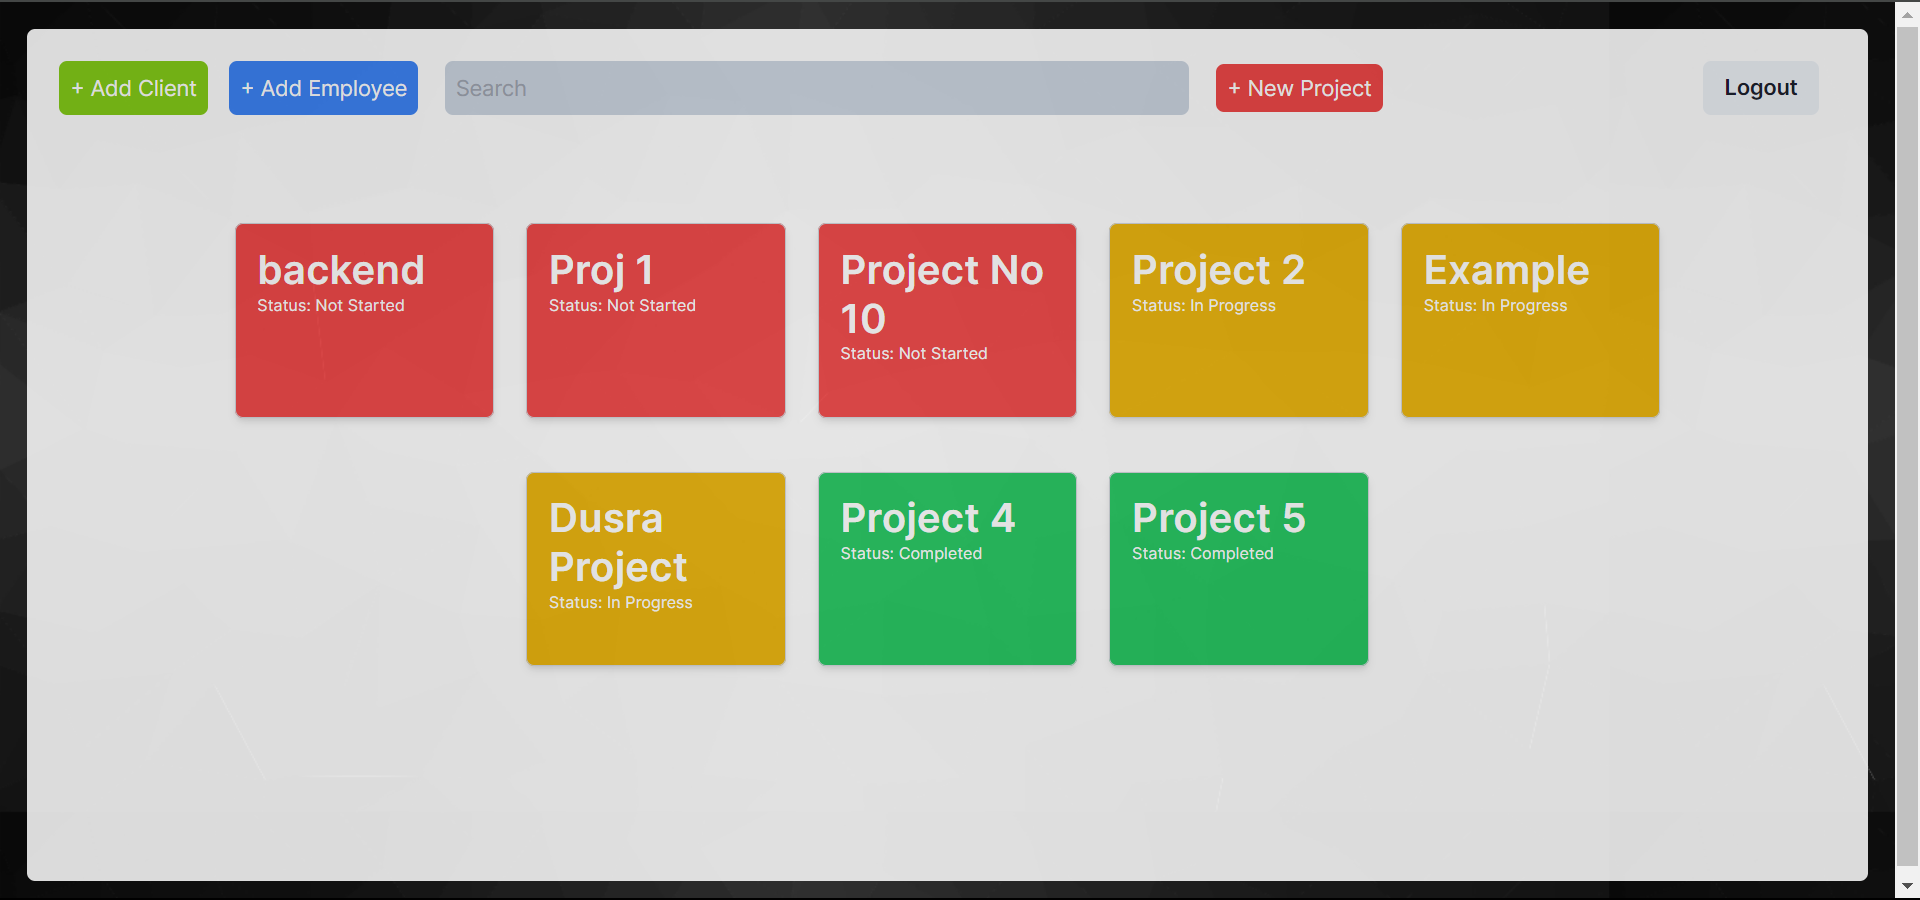 + Add Client
+ Add Employee
Search
+ New Project
Logout
backend
Status: Not Started
Proj 1
Status: Not Started
Project No
10
Status: Not Started
Project 2
Status: In Progress
Example
Status: In Progress
Dusra
Project
Status: In Progress
Project 4
Status: Completed
Project 5
Status: Completed